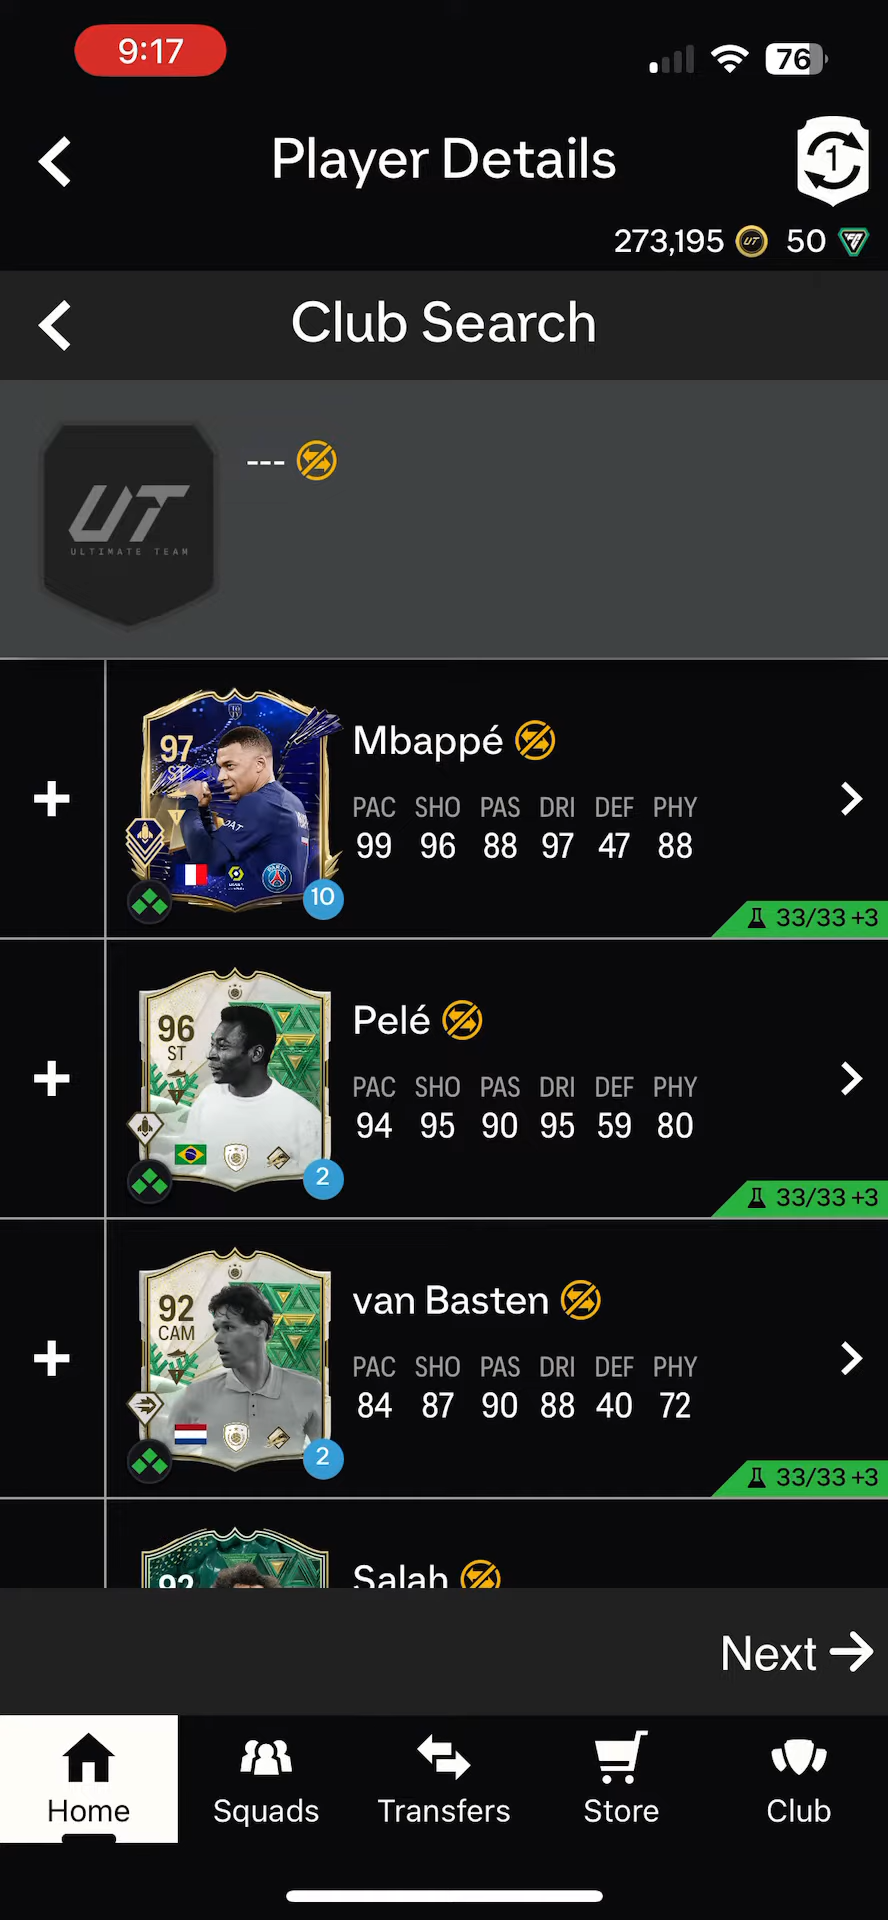 9:17
76
Player Details
1
273,195 UT 50
Club Search
UT
ULTIMATE TEAM
---
97
ST
Mbappé
PAC SHO PAS DRI DEF PHY
99 96 88 97 47 88
PARIS
10
33/33 +3
96
ST
Pelé
PAC SHO PAS DRI DEF PHY
94 95 90 95 59 80
2
33/33 +3
92
CAM
van Basten
PAC SHO PAS DRI DEF PHY
84 87 90 88 40 72
2
33/33 +3
92
Salah
Next
Home Squads Transfers Store Club